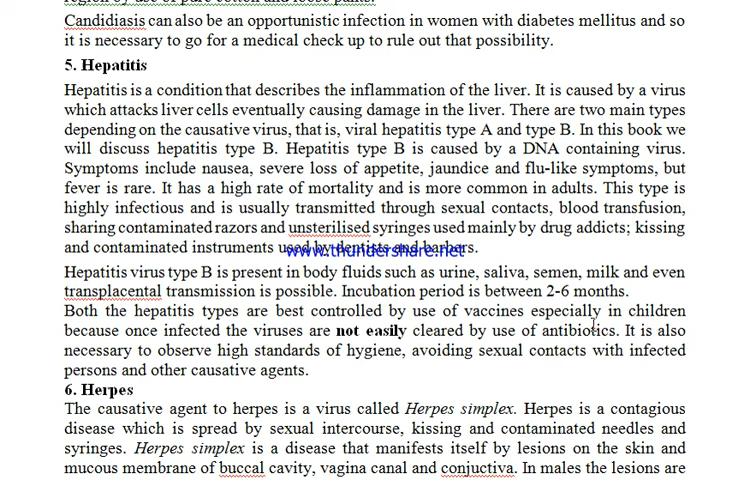 region by use of pure cotton and loose pants.
Candidiasis can also be an opportunistic infection in women with diabetes mellitus and so
it is necessary to go for a medical check up to rule out that possibility.
5. Hepatitis
Hepatitis is a condition that describes the inflammation of the liver. It is caused by a virus
which attacks liver cells eventually causing damage in the liver. There are two main types
depending on the causative virus, that is, viral hepatitis type A and type B. In this book we
will discuss hepatitis type B. Hepatitis type B is caused by a DNA containing virus.
Symptoms include nausea, severe loss of appetite, jaundice and flu-like symptoms, but
fever is rare. It has a high rate of mortality and is more common in adults. This type is
highly infectious and is usually transmitted through sexual contacts, blood transfusion,
sharing contaminated razors and unsterilised syringes used mainly by drug addicts; kissing
and contaminated instruments used by dentists and barbers.
www.thundershare.net
Hepatitis virus type B is present in body fluids such as urine, saliva, semen, milk and even
transplacental transmission is possible. Incubation period is between 2-6 months.
Both the hepatitis types are best controlled by use of vaccines especially in children
because once infected the viruses are not easily cleared by use of antibiotics. It is also
necessary to observe high standards of hygiene, avoiding sexual contacts with infected
persons and other causative agents.
6. Herpes
The causative agent to herpes is a virus called Herpes simplex. Herpes is a contagious
disease which is spread by sexual intercourse, kissing and contaminated needles and
syringes. Herpes simplex is a disease that manifests itself by lesions on the skin and
mucous membrane of buccal cavity, vagina canal and conjuctiva. In males the lesions are